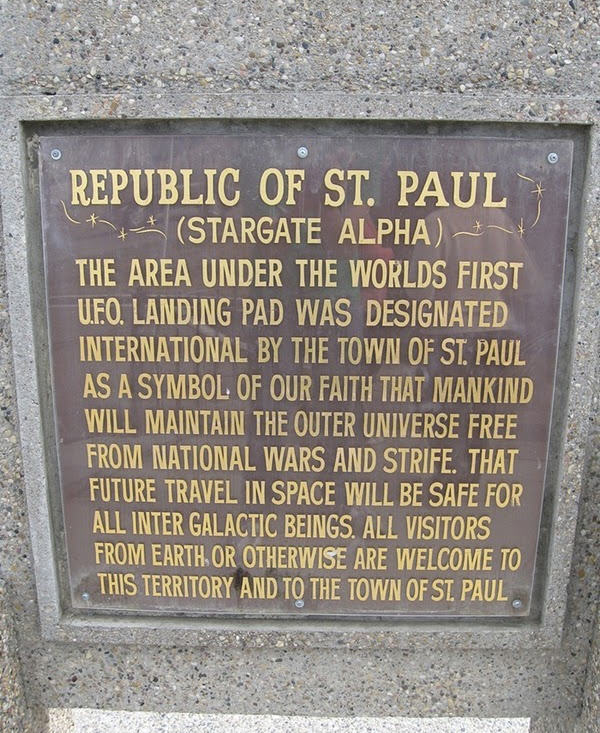 REPUBLIC OF ST. PAUL
(STARGATE ALPHA)
THE AREA UNDER THE WORLDS FIRST
U.F.O. LANDING PAD WAS DESIGNATED
INTERNATIONAL BY THE TOWN OF ST. PAUL
AS A SYMBOL OF OUR FAITH THAT MANKIND
WILL MAINTAIN THE OUTER UNIVERSE FREE
FROM NATIONAL WARS AND STRIFE. THAT
FUTURE TRAVEL IN SPACE WILL BE SAFE FOR
ALL INTER GALACTIC BEINGS. ALL VISITORS
FROM EARTH OR OTHERWISE ARE WELCOME TO
THIS TERRITORY AND TO THE TOWN OF ST. PAUL